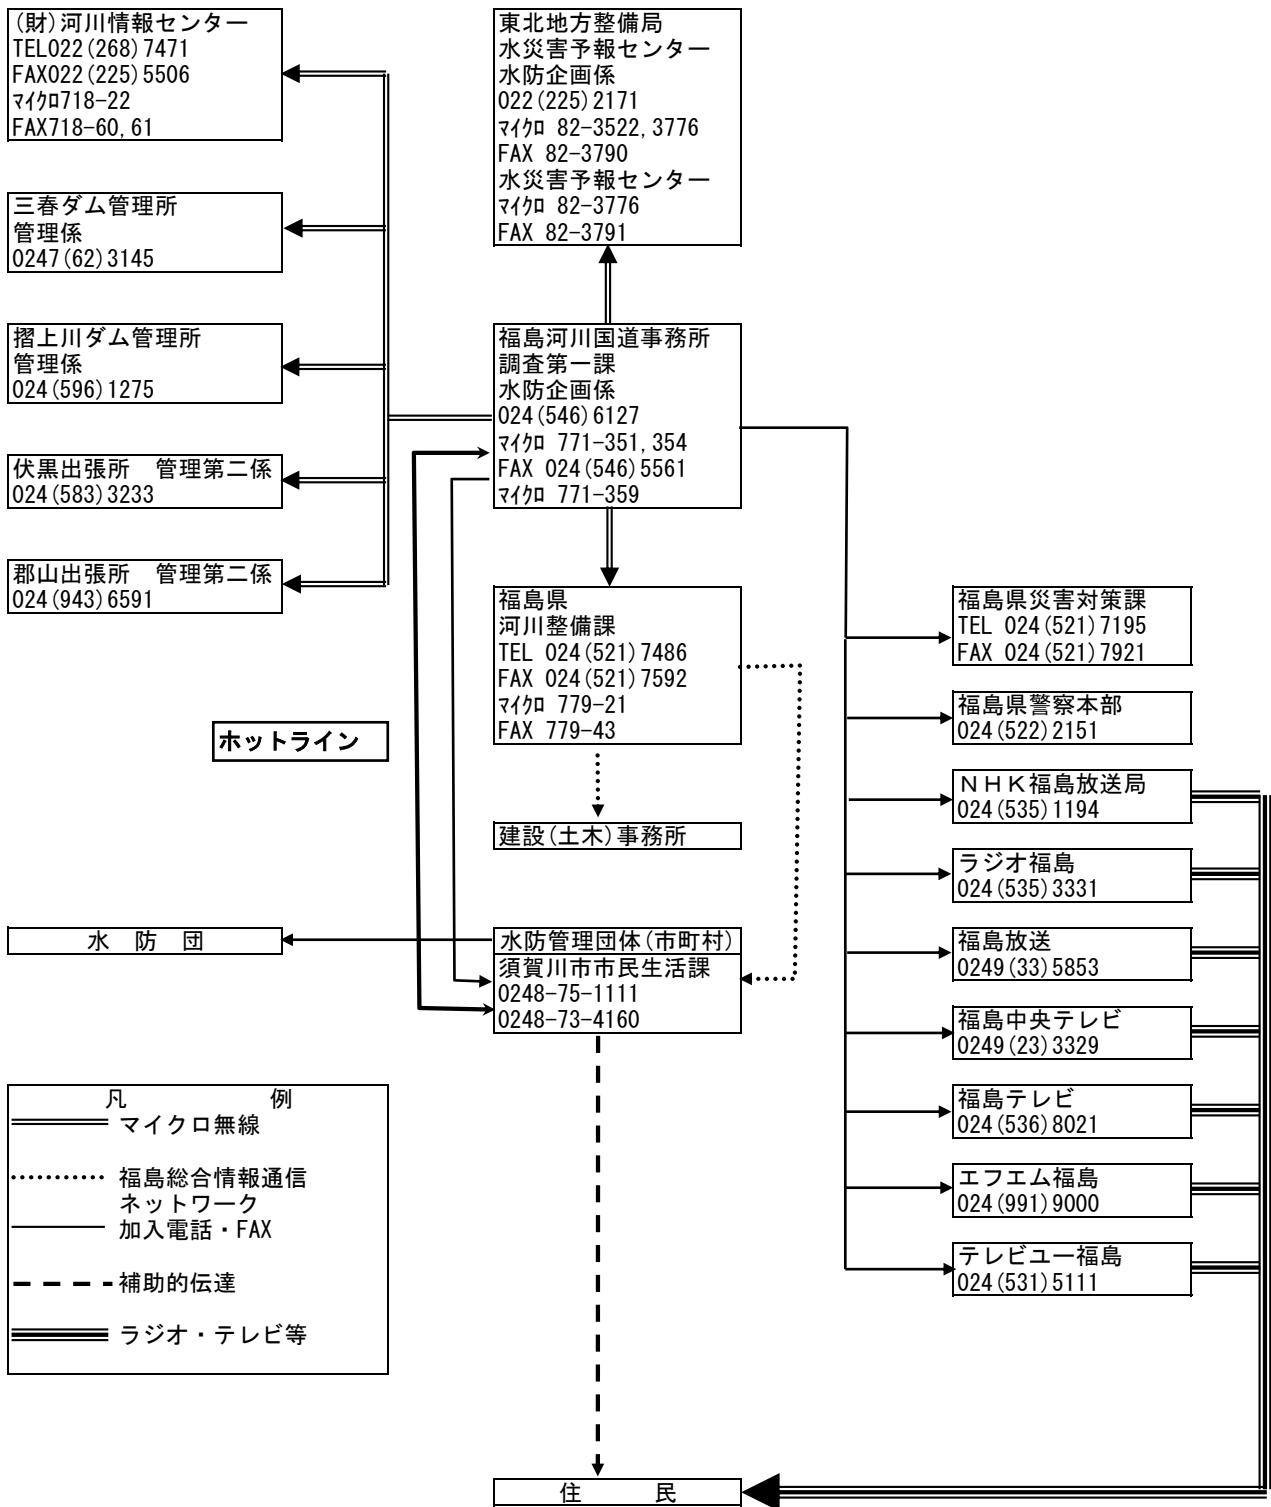 (財)河川情報センター
TEL022(268)7471
FAX022(225)5506
ﾏｲｸﾛ718-22
FAX718-60,61
三春ダム管理所
管理係
0247(62)3145
摺上川ダム管理所
管理係
024(596)1275
伏黒出張所　管理第二係
024(583)3233
郡山出張所　管理第二係
024(943)6591
東北地方整備局
水災害予報センター
水防企画係
022(225)2171
ﾏｲｸﾛ 82-3522,3776
FAX 82-3790
水災害予報センター
ﾏｲｸﾛ 82-3776
FAX 82-3791
福島河川国道事務所
調査第一課
水防企画係
024(546)6127
ﾏｲｸﾛ 771-351,354
FAX 024(546)5561
ﾏｲｸﾛ 771-359
福島県
河川整備課
TEL 024(521)7486
FAX 024(521)7592
ﾏｲｸﾛ 779-21
FAX 779-43
ホットライン
建設(土木)事務所
水　防　団
水防管理団体(市町村)
須賀川市市民生活課
0248-75-1111
0248-73-4160
福島県災害対策課
TEL 024(521)7195
FAX 024(521)7921
福島県警察本部
024(522)2151
ＮＨＫ福島放送局
024(535)1194
ラジオ福島
024(535)3331
福島放送
0249(33)5853
福島中央テレビ
0249(23)3329
福島テレビ
024(536)8021
エフエム福島
024(991)9000
テレビユー福島
024(531)5111
凡　　　　　　例
マイクロ無線
福島総合情報通信
ネットワーク
加入電話・FAX
補助的伝達
ラジオ・テレビ等
住　　　民